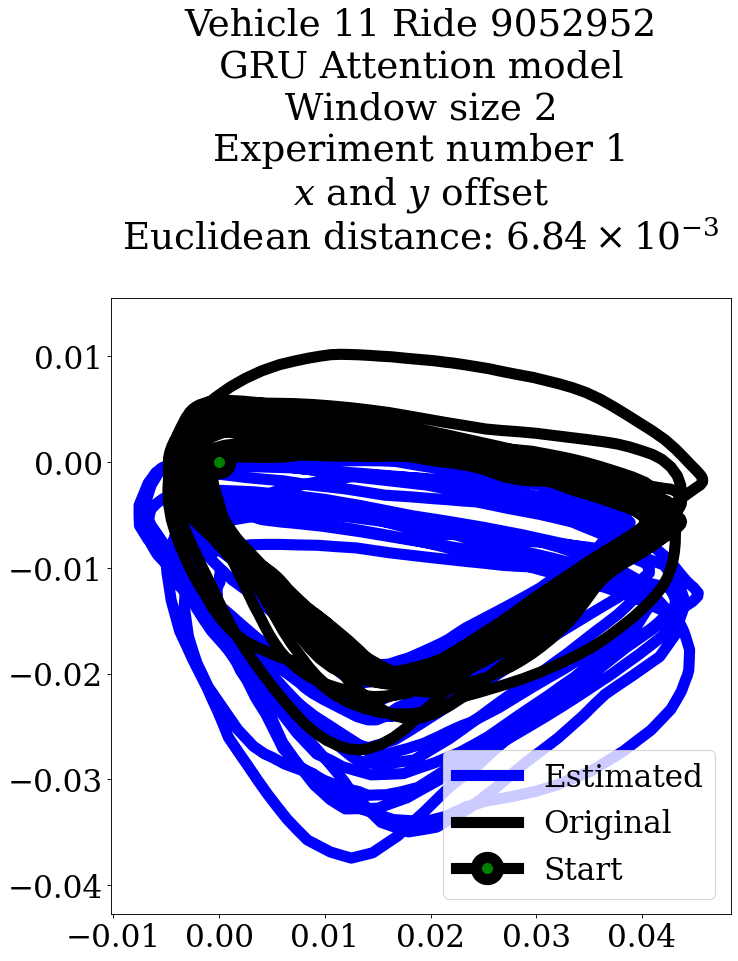 Vehicle 11 Ride 9052952
GRU Attention model
Window size 2
Experiment number 1
x and y offset
Euclidean distance: 6.84 × 10⁻³
0.01
0.00
−0.01
−0.02
−0.03
−0.04
Estimated
Original
Start
−0.01 0.00 0.01 0.02 0.03 0.04